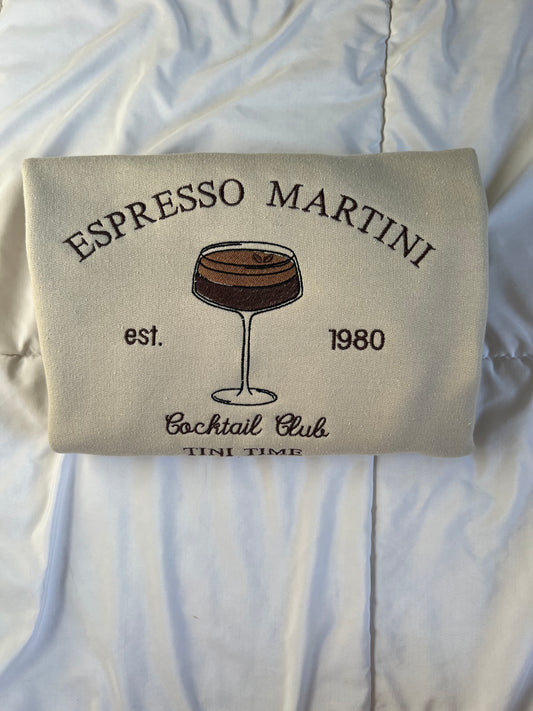 ESPRESSO MARTINI
est. 1980
Cocktail Club
TINI TIME